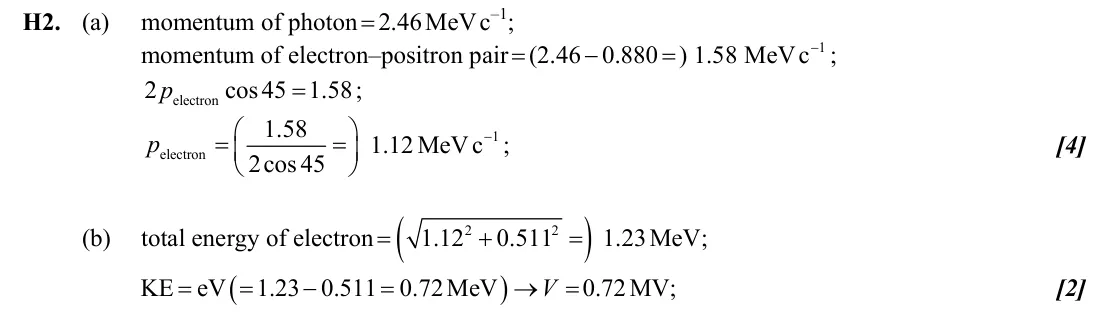 H2. (a) momentum of photon = 2.46 MeV c⁻¹;
momentum of electron–positron pair = (2.46 − 0.880 =) 1.58 MeV c⁻¹;
2p_electron cos 45 = 1.58;
p_electron = (1.58 / 2 cos 45 =) 1.12 MeV c⁻¹; [4]
(b) total energy of electron = (√(1.12² + 0.511²) =) 1.23 MeV;
KE = eV (= 1.23 − 0.511 = 0.72 MeV) → V = 0.72 MV; [2]